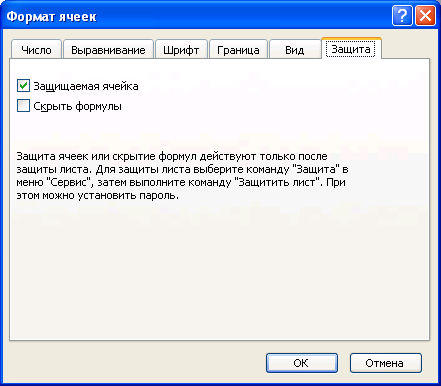 Формат ячеек
Число Выравнивание Шрифт Граница Вид Защита
Защищаемая ячейка
Скрыть формулы
Защита ячеек или скрытие формул действуют только после
защиты листа. Для защиты листа выберите команду "Защита" в
меню "Сервис", затем выполните команду "Защитить лист". При
этом можно установить пароль.
ОК Отмена